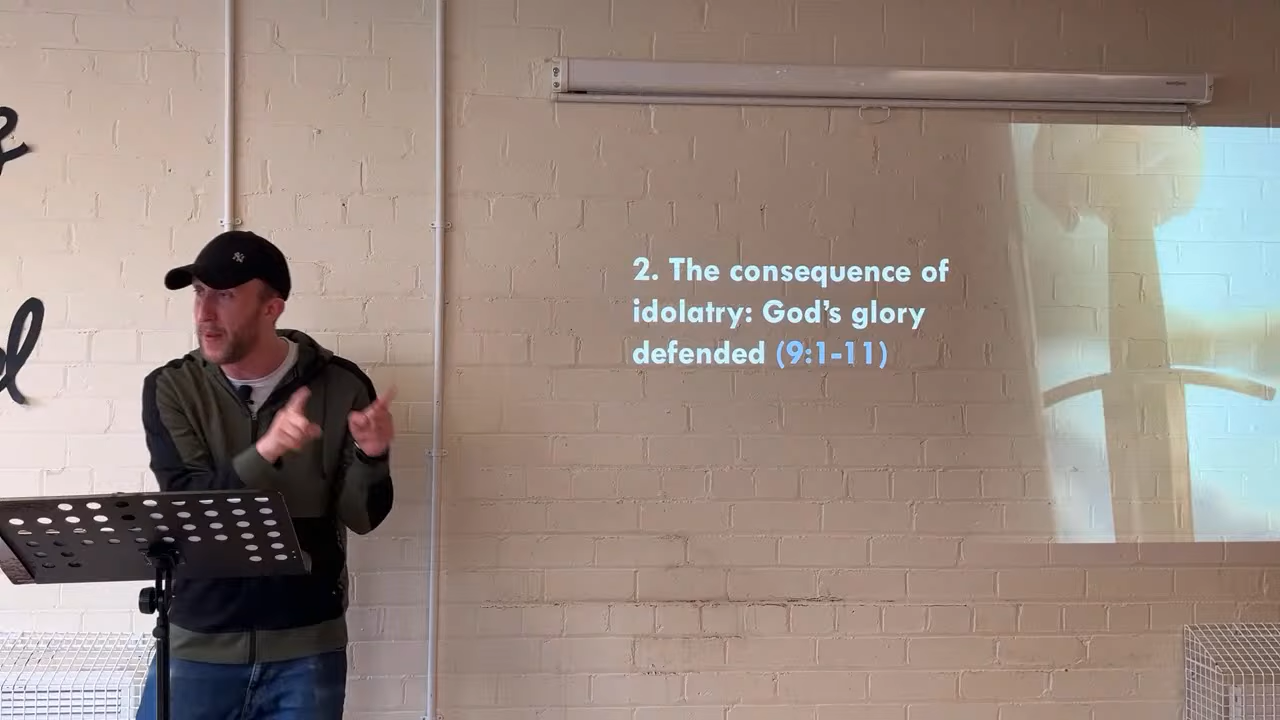 2. The consequence of
idolatry: God's glory
defended (9:1-11)